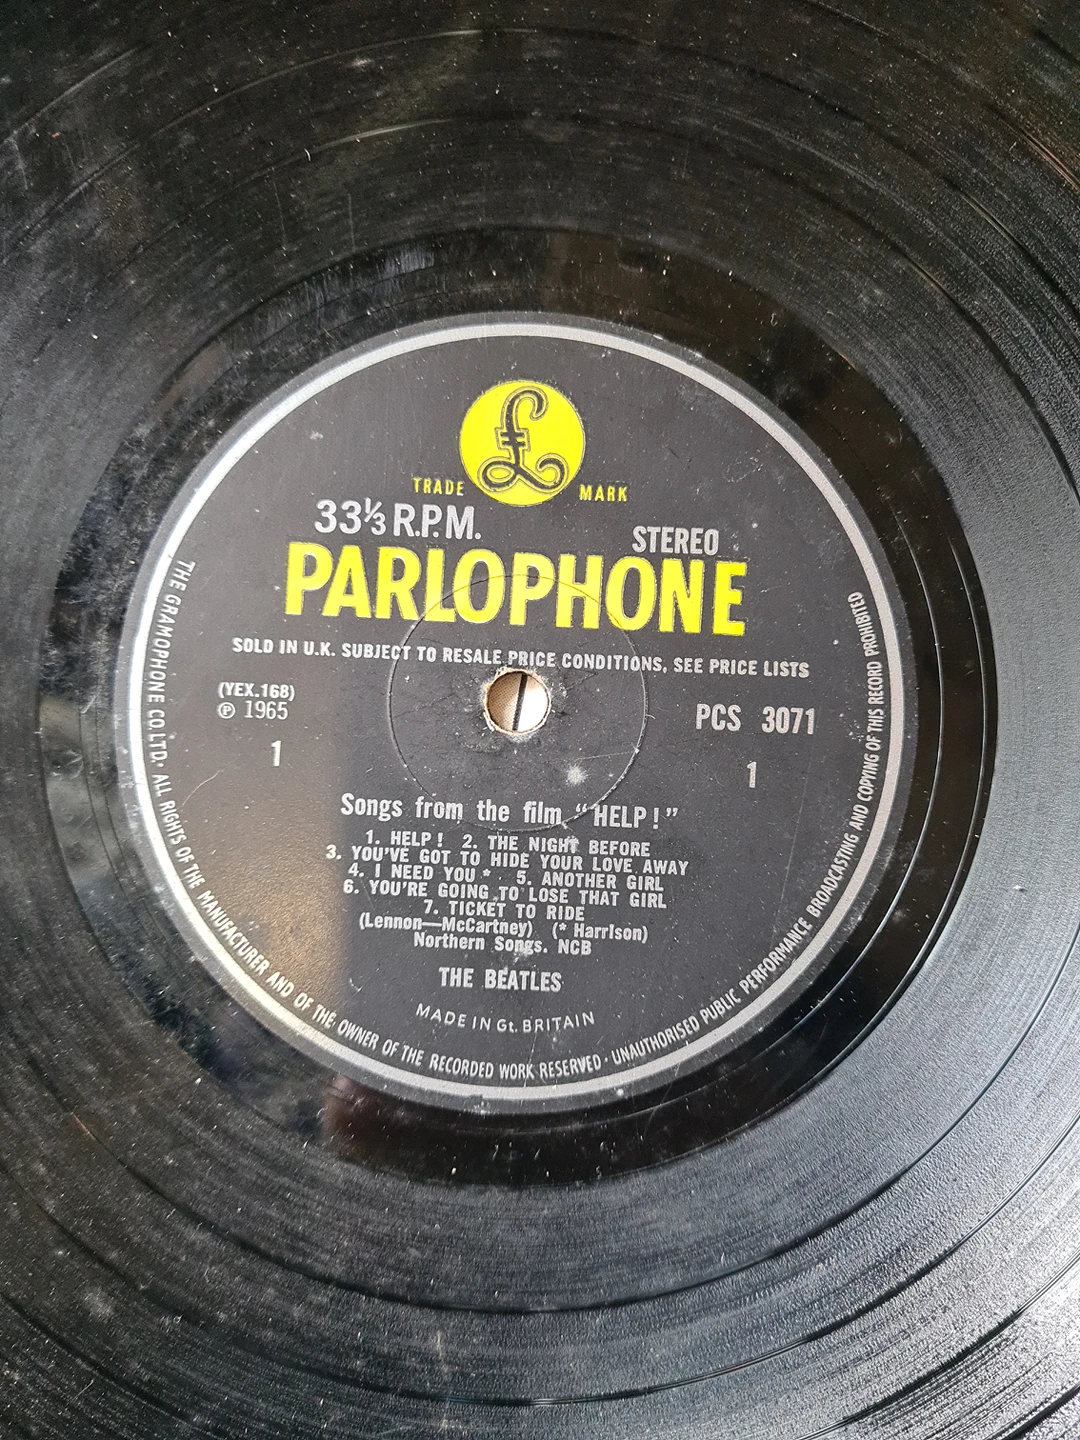 £
TRADE MARK
33⅓ R.P.M. STEREO
PARLOPHONE
SOLD IN U.K. SUBJECT TO RESALE PRICE CONDITIONS, SEE PRICE LISTS
(YEX.168)
℗ 1965
PCS 3071
1 1
Songs from the film "HELP!"
1. HELP! 2. THE NIGHT BEFORE
3. YOU'VE GOT TO HIDE YOUR LOVE AWAY
4. I NEED YOU * 5. ANOTHER GIRL
6. YOU'RE GOING TO LOSE THAT GIRL
7. TICKET TO RIDE
(Lennon—McCartney) (* Harrison)
Northern Songs. NCB
THE BEATLES
MADE IN Gt. BRITAIN
THE GRAMOPHONE CO. LTD. ALL RIGHTS OF THE MANUFACTURER AND OF THE OWNER OF THE RECORDED WORK RESERVED · UNAUTHORISED PUBLIC PERFORMANCE BROADCASTING AND COPYING OF THIS RECORD PROHIBITED